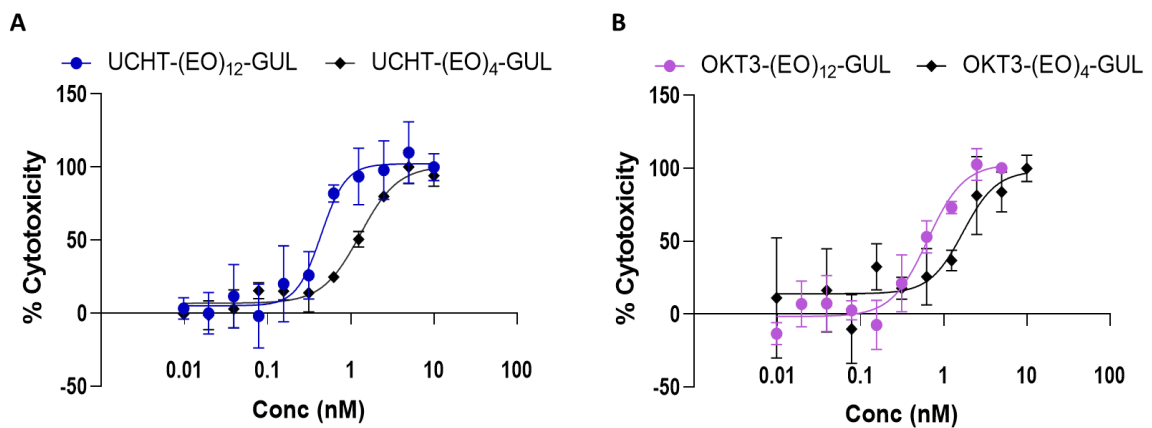 A
UCHT-(EO)12-GUL UCHT-(EO)4-GUL
150
100
50
0
-50
% Cytotoxicity
0.01 0.1 1 10 100
Conc (nM)
B
OKT3-(EO)12-GUL OKT3-(EO)4-GUL
150
100
50
0
-50
% Cytotoxicity
0.01 0.1 1 10 100
Conc (nM)